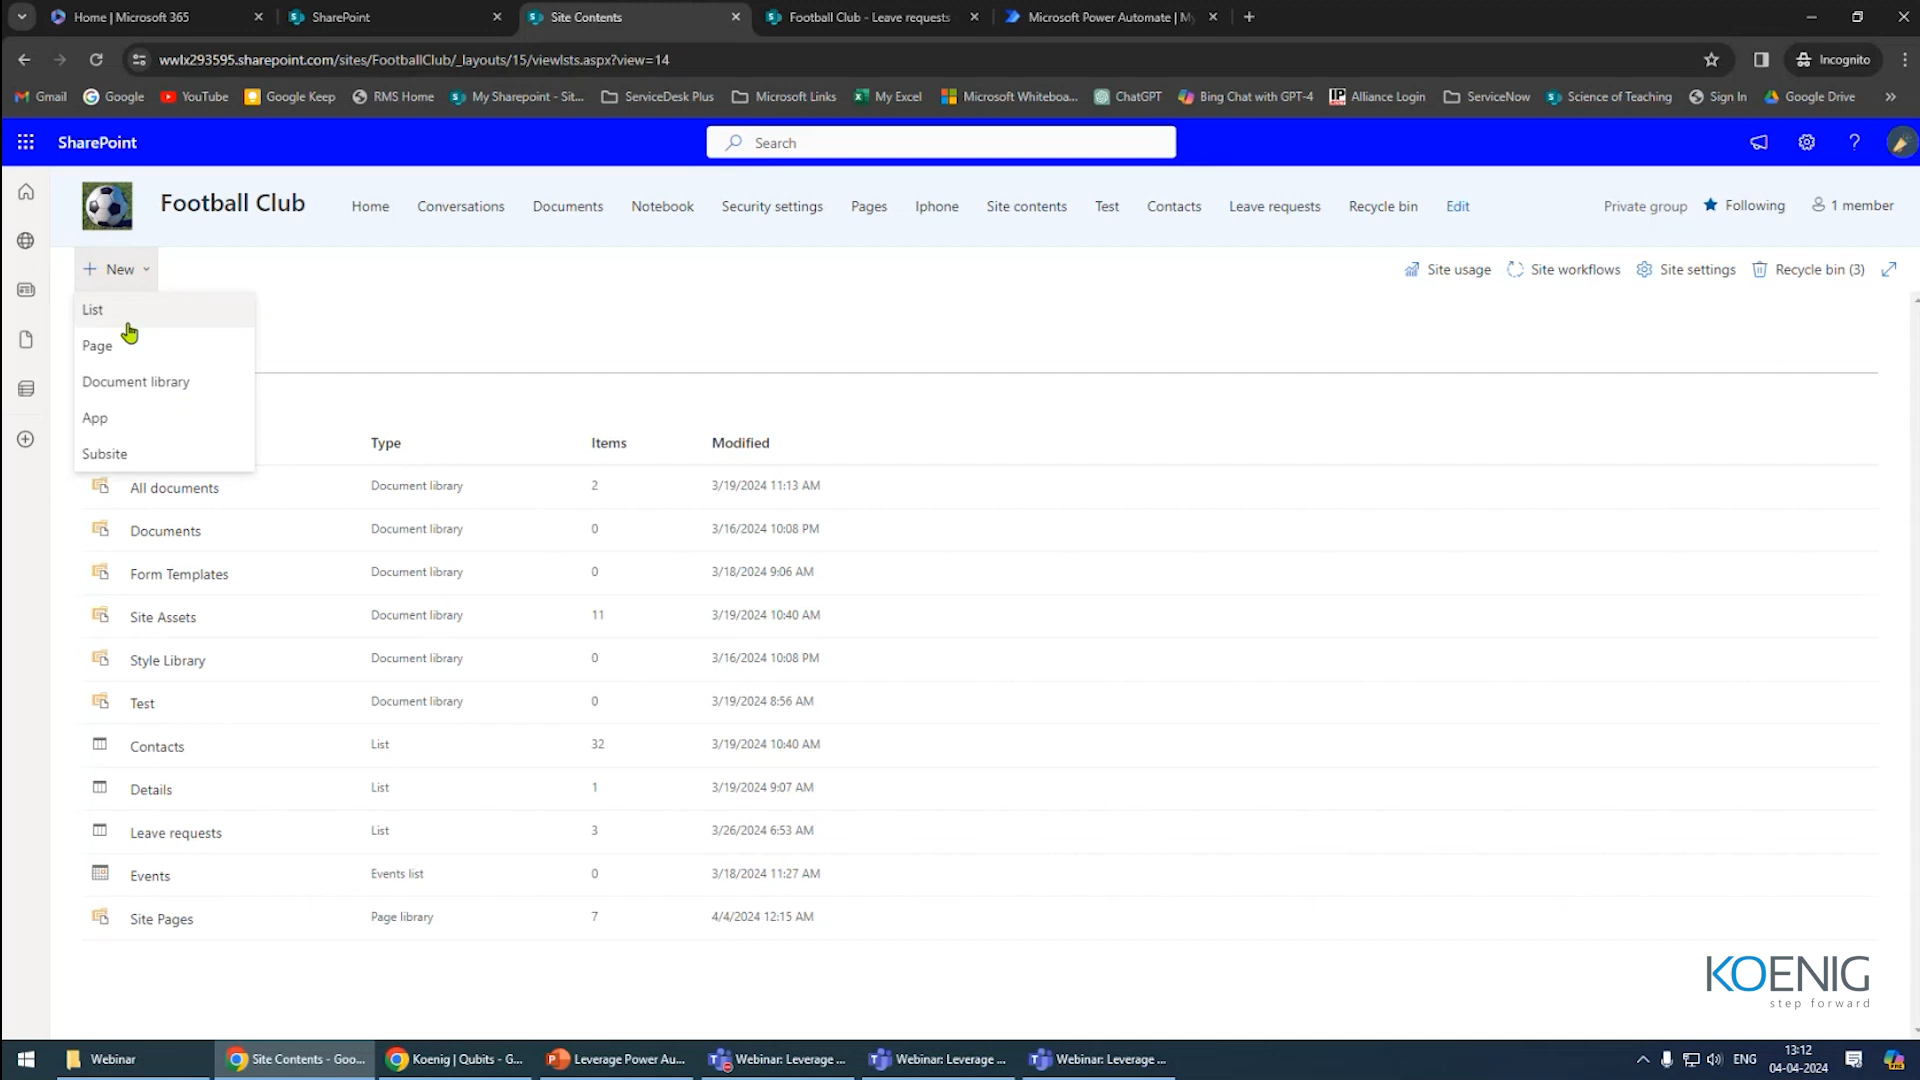 Home | Microsoft 365
SharePoint
Site Contents
Football Club - Leave requests
Microsoft Power Automate | My
wwlx293595.sharepoint.com/sites/FootballClub/_layouts/15/viewlsts.aspx?view=14
Incognito
Gmail
Google
YouTube
Google Keep
RMS Home
My Sharepoint - Sit...
ServiceDesk Plus
Microsoft Links
My Excel
Microsoft Whiteboa...
ChatGPT
Bing Chat with GPT-4
Alliance Login
ServiceNow
Science of Teaching
Sign In
Google Drive
»
SharePoint
Search
?
Football Club
Home
Conversations
Documents
Notebook
Security settings
Pages
Iphone
Site contents
Test
Contacts
Leave requests
Recycle bin
Edit
Private group
Following
1 member
+ New
Site usage
Site workflows
Site settings
Recycle bin (3)
List
Page
Document library
App
Subsite
Type Items Modified
All documents Document library 2 3/19/2024 11:13 AM
Documents Document library 0 3/16/2024 10:08 PM
Form Templates Document library 0 3/18/2024 9:06 AM
Site Assets Document library 11 3/19/2024 10:40 AM
Style Library Document library 0 3/16/2024 10:08 PM
Test Document library 0 3/19/2024 8:56 AM
Contacts List 32 3/19/2024 10:40 AM
Details List 1 3/19/2024 9:07 AM
Leave requests List 3 3/26/2024 6:53 AM
Events Events list 0 3/18/2024 11:27 AM
Site Pages Page library 7 4/4/2024 12:15 AM
KOENIG
step forward
Webinar
Site Contents - Goo...
Koenig | Qubits - G...
Leverage Power Au...
Webinar: Leverage ...
Webinar: Leverage ...
Webinar: Leverage ...
ENG
13:12
04-04-2024